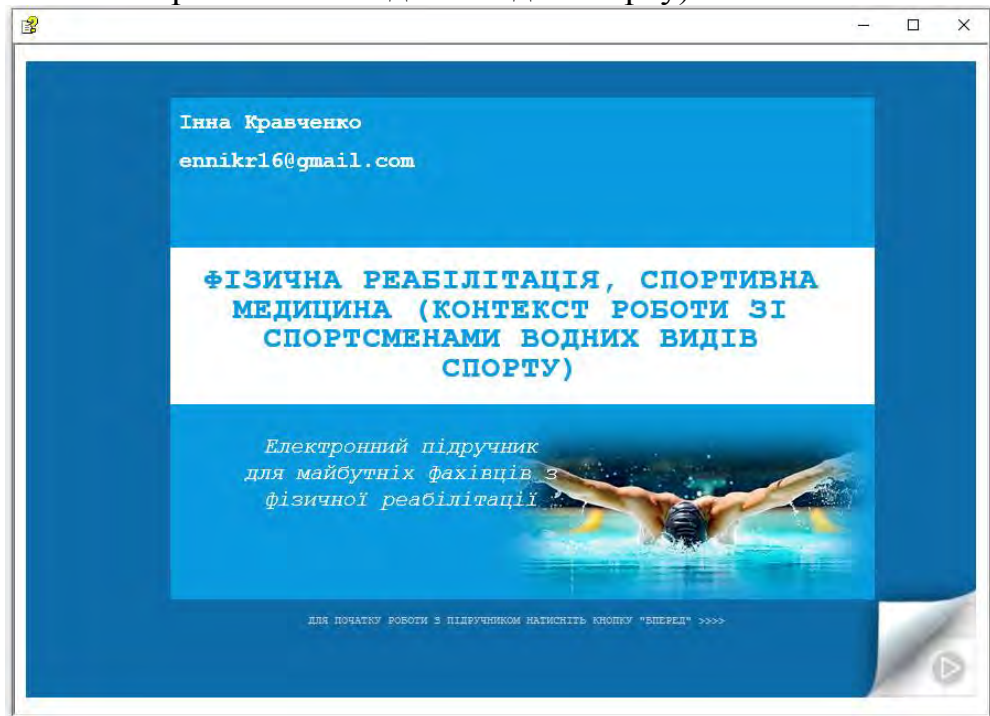 спорту)
Інна Кравченко
ennikr16@gmail.com
ФІЗИЧНА РЕАБІЛІТАЦІЯ, СПОРТИВНА
МЕДИЦИНА (КОНТЕКСТ РОБОТИ ЗІ
СПОРТСМЕНАМИ ВОДНИХ ВИДІВ
СПОРТУ)
Електронний підручник
для майбутніх фахівців з
фізичної реабілітації
ДЛЯ ПОЧАТКУ РОБОТИ З ПІДРУЧНИКОМ НАТИСНІТЬ КНОПКУ "ВПЕРЕД" >>>>